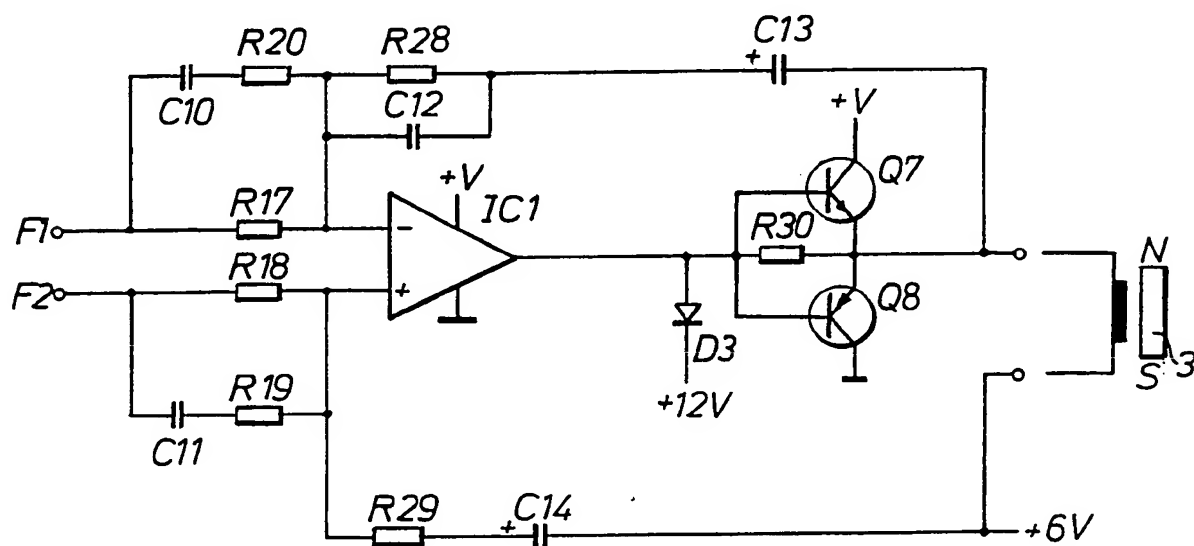 C13
R20
R28
+
C10
C12
+V
Q7
+V
IC1
R17
F1
-
R30
N
R18
F2
+
Q8
D3
3
S
R19
+12V
C11
R29
+
C14
+6V